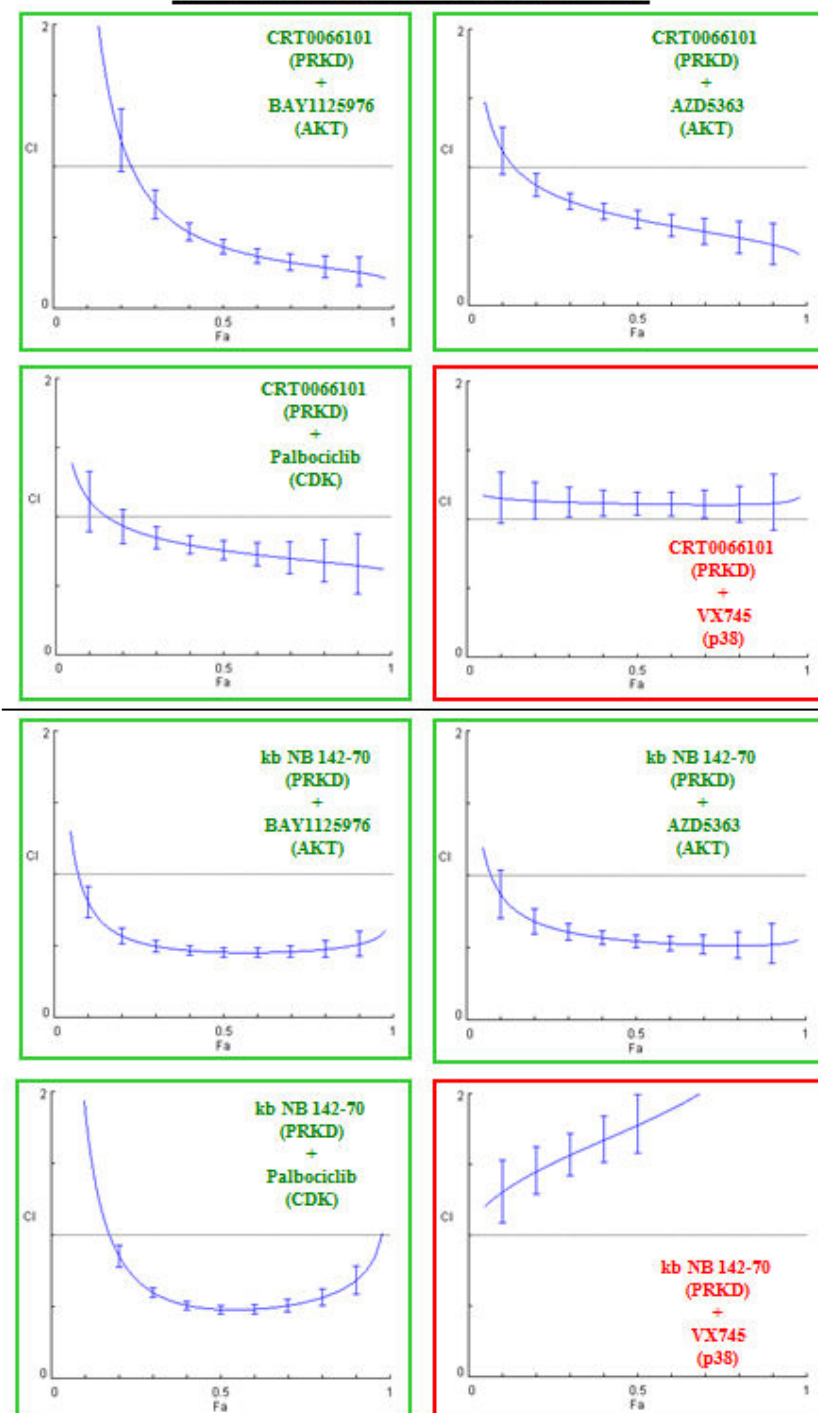 2
CRT0066101
(PRKD)
+
BAY1125976
(AKT)
CI
0
0
0.5
1
Fa
2
CRT0066101
(PRKD)
+
AZD5363
(AKT)
CI
0
0
0.5
1
Fa
2
CRT0066101
(PRKD)
+
Palbociclib
(CDK)
CI
0
0
0.5
1
Fa
2
CI
CRT0066101
(PRKD)
+
VX745
(p38)
0
0
0.5
1
Fa
2
kb NB 142-70
(PRKD)
+
BAY1125976
(AKT)
CI
0
0
0.5
1
Fa
2
kb NB 142-70
(PRKD)
+
AZD5363
(AKT)
CI
0
0
0.5
1
Fa
2
kb NB 142-70
(PRKD)
+
Palbociclib
(CDK)
CI
0
0
0.5
1
Fa
2
CI
kb NB 142-70
(PRKD)
+
VX745
(p38)
0
0
0.5
1
Fa